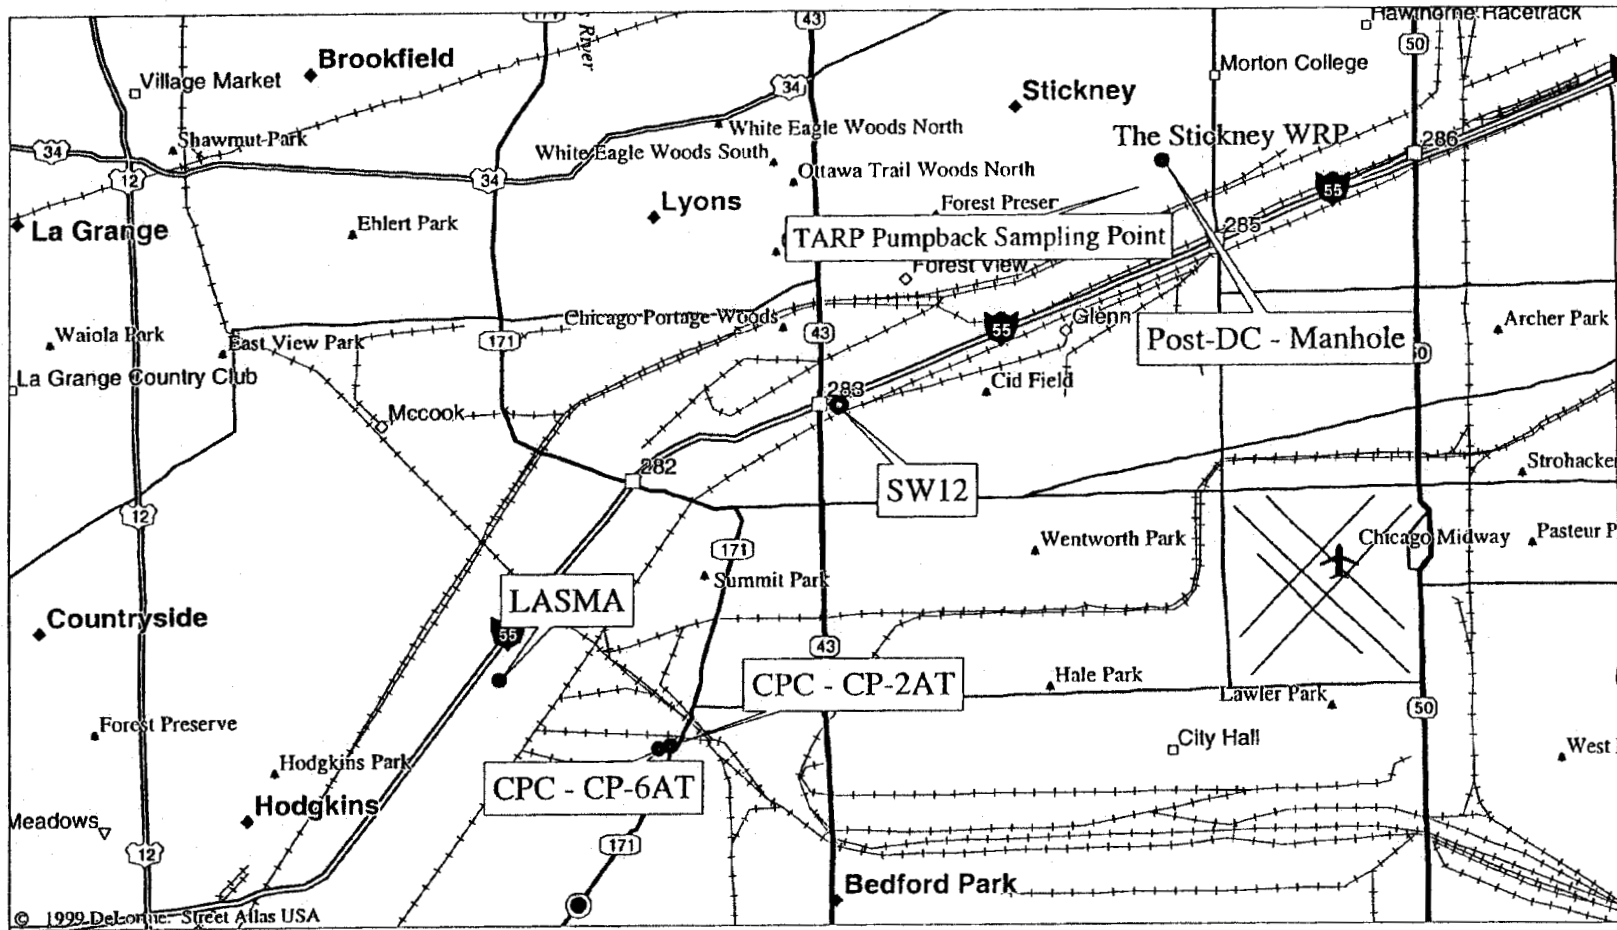 171
43
Hawthorne Racetrack
50
River
Brookfield
Village Market
Morton College
34
Stickney
White Eagle Woods North
The Stickney WRP
286
Shawmut Park
34
White Eagle Woods South
Ottawa Trail Woods North
12
34
55
Lyons
Forest Preser
La Grange
Ehlert Park
TARP Pumpback Sampling Point
285
Forest View
Chicago Portage Woods
Glenn
Archer Park
Waiola Park
East View Park
171
43
55
Post-DC - Manhole
50
La Grange Country Club
Cid Field
283
Mccook
282
Strohacker
SW12
12
Wentworth Park
Chicago Midway
Pasteur P
171
Summit Park
LASMA
Countryside
55
43
CPC - CP-2AT
Hale Park
Lawler Park
50
Forest Preserve
City Hall
West
Hodgkins Park
CPC - CP-6AT
Hodgkins
Meadows
12
171
Bedford Park
© 1999 DeLorme. Street Atlas USA